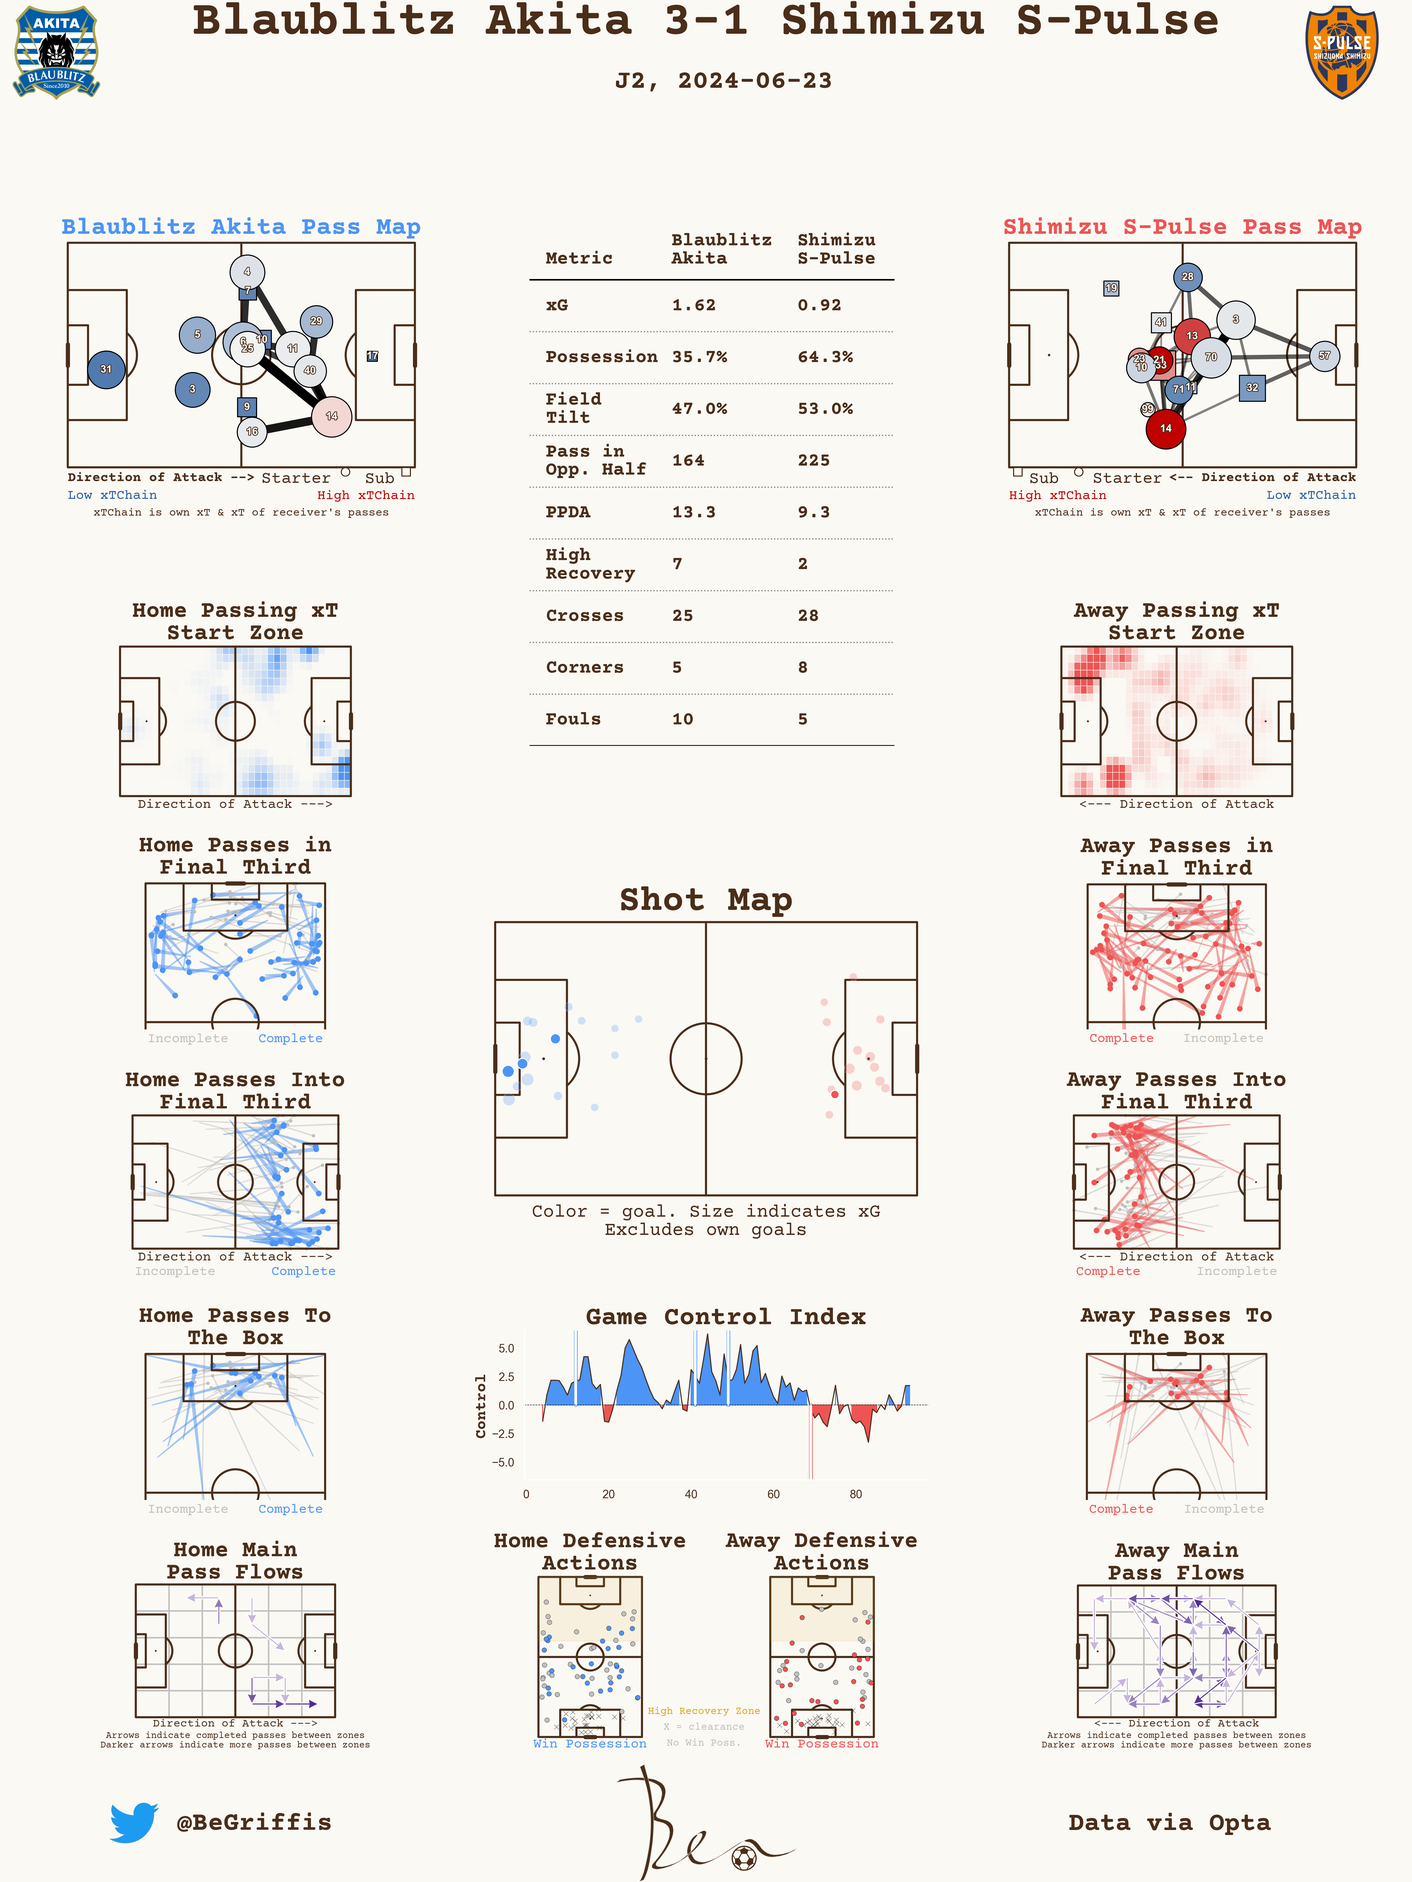 Blaublitz Akita 3-1 Shimizu S-Pulse
J2, 2024-06-23
AKITA
BLAUBLITZ
Since2010
S-PULSE
SHIZUOKA SHIMIZU
Blaublitz Akita Pass Map
4
7
5
6
10
25
11
29
40
17
31
3
9
14
16
Direction of Attack --> Starter Sub
Low xTChain High xTChain
xTChain is own xT & xT of receiver's passes
Metric Blaublitz Akita Shimizu S-Pulse
xG 1.62 0.92
Possession 35.7% 64.3%
Field Tilt 47.0% 53.0%
Pass in Opp. Half 164 225
PPDA 13.3 9.3
High Recovery 7 2
Crosses 25 28
Corners 5 8
Fouls 10 5
Shimizu S-Pulse Pass Map
28
19
41
3
13
23
21
33
10
70
57
71
11
32
99
14
Sub Starter <-- Direction of Attack
High xTChain Low xTChain
xTChain is own xT & xT of receiver's passes
Home Passing xT
Start Zone
Direction of Attack --->
Away Passing xT
Start Zone
<--- Direction of Attack
Home Passes in
Final Third
Incomplete Complete
Away Passes in
Final Third
Complete Incomplete
Shot Map
Color = goal. Size indicates xG
Excludes own goals
Home Passes Into
Final Third
Direction of Attack --->
Incomplete Complete
Away Passes Into
Final Third
<--- Direction of Attack
Complete Incomplete
Home Passes To
The Box
Incomplete Complete
Game Control Index
Control
5.0
2.5
0.0
−2.5
−5.0
0 20 40 60 80
Away Passes To
The Box
Complete Incomplete
Home Main
Pass Flows
Direction of Attack --->
Arrows indicate completed passes between zones
Darker arrows indicate more passes between zones
Home Defensive
Actions
Win Possession
Away Defensive
Actions
Win Possession
High Recovery Zone
X = clearance
No Win Poss.
Away Main
Pass Flows
<--- Direction of Attack
Arrows indicate completed passes between zones
Darker arrows indicate more passes between zones
@BeGriffis
Ben
Data via Opta